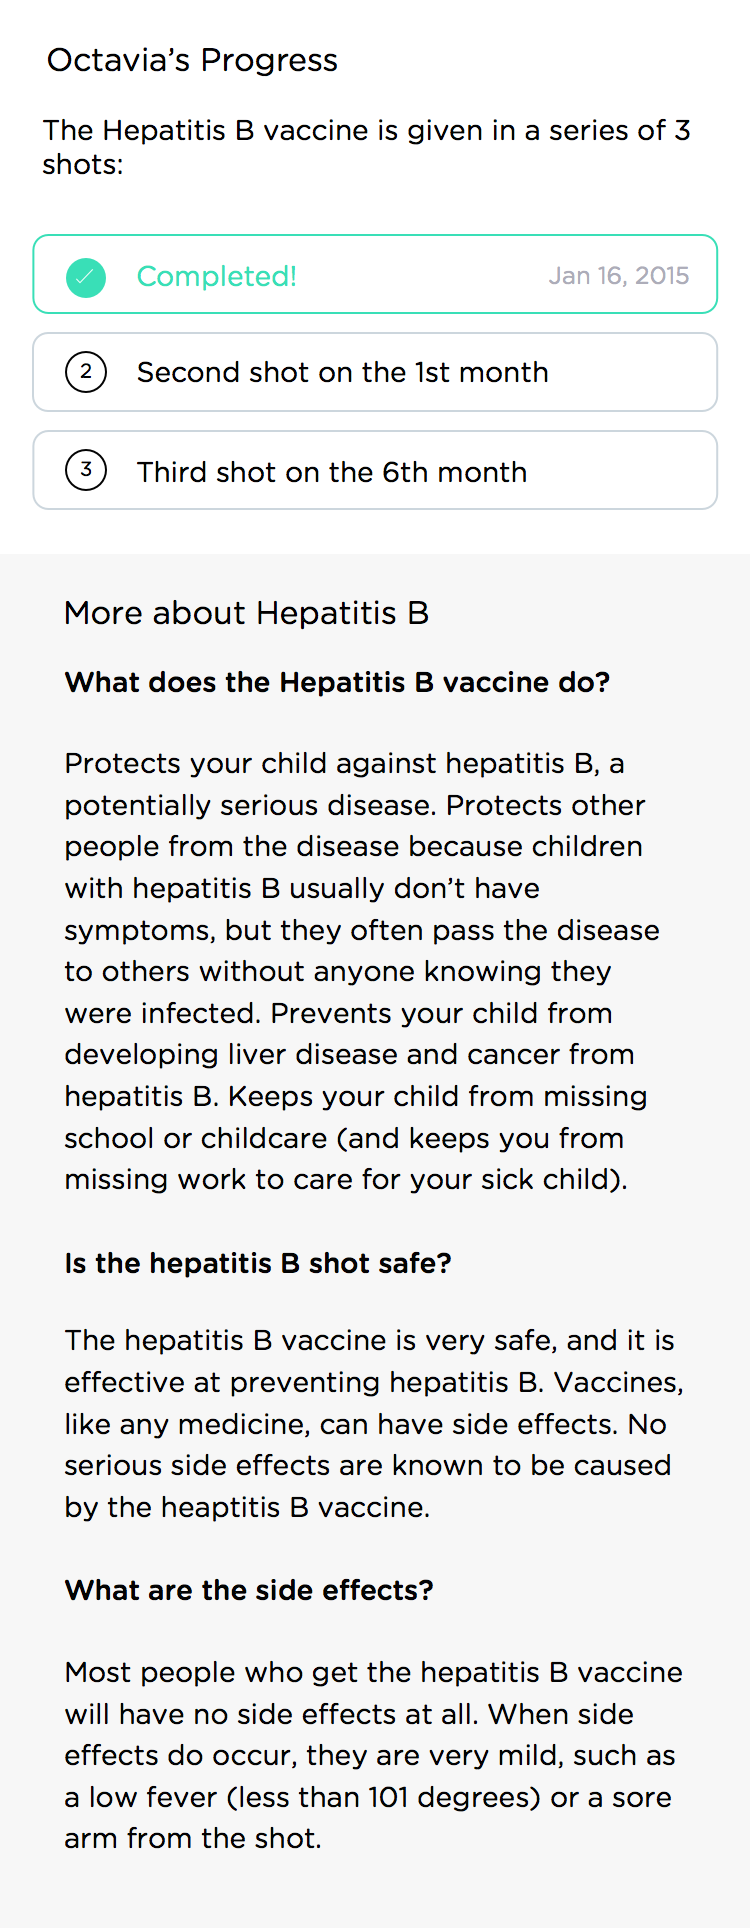 Octavia’s Progress
The Hepatitis B vaccine is given in a series of 3
shots:
Completed! Jan 16, 2015
2 Second shot on the 1st month
3 Third shot on the 6th month
More about Hepatitis B
What does the Hepatitis B vaccine do?
Protects your child against hepatitis B, a
potentially serious disease. Protects other
people from the disease because children
with hepatitis B usually don’t have
symptoms, but they often pass the disease
to others without anyone knowing they
were infected. Prevents your child from
developing liver disease and cancer from
hepatitis B. Keeps your child from missing
school or childcare (and keeps you from
missing work to care for your sick child).
Is the hepatitis B shot safe?
The hepatitis B vaccine is very safe, and it is
effective at preventing hepatitis B. Vaccines,
like any medicine, can have side effects. No
serious side effects are known to be caused
by the heaptitis B vaccine.
What are the side effects?
Most people who get the hepatitis B vaccine
will have no side effects at all. When side
effects do occur, they are very mild, such as
a low fever (less than 101 degrees) or a sore
arm from the shot.